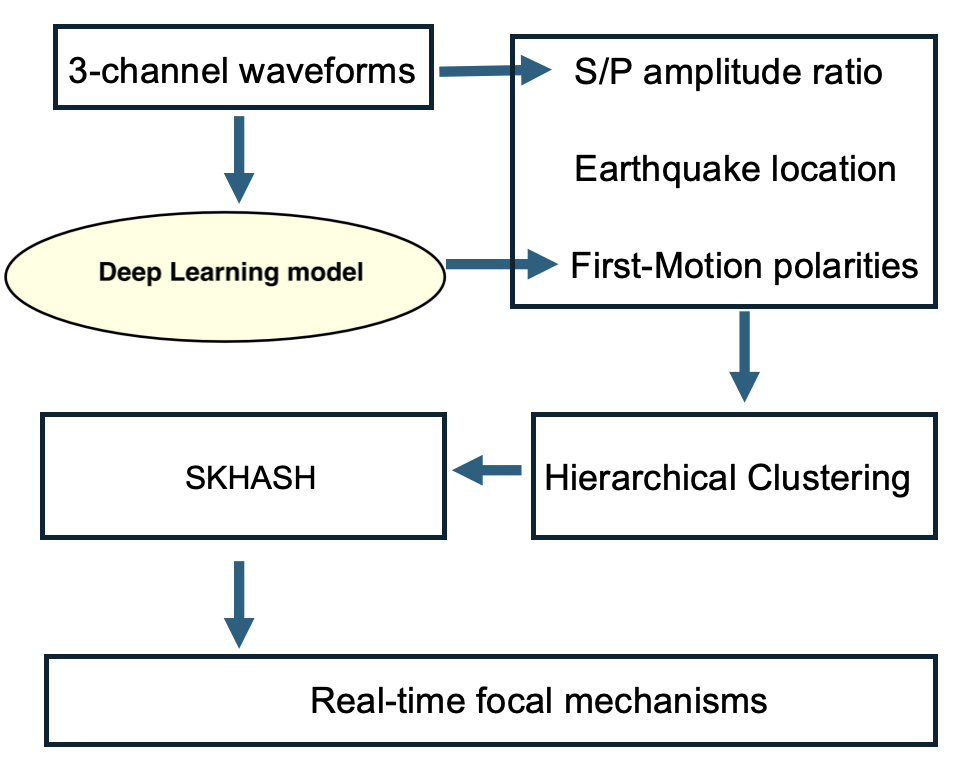 3-channel waveforms
S/P amplitude ratio
Earthquake location
Deep Learning model
First-Motion polarities
SKHASH
Hierarchical Clustering
Real-time focal mechanisms